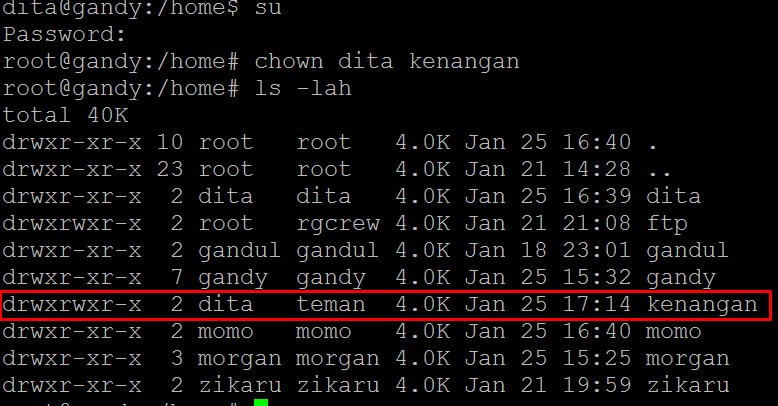 dita@gandy:/home$ su
Password:
root@gandy:/home# chown dita kenangan
root@gandy:/home# ls -lah
total 40K
drwxr-xr-x 10 root   root   4.0K Jan 25 16:40 .
drwxr-xr-x 23 root   root   4.0K Jan 21 14:28 ..
drwxr-xr-x  2 dita   dita   4.0K Jan 25 16:39 dita
drwxrwxr-x  2 root   rgcrew 4.0K Jan 21 21:08 ftp
drwxr-xr-x  2 gandul gandul 4.0K Jan 18 23:01 gandul
drwxr-xr-x  7 gandy  gandy  4.0K Jan 25 15:32 gandy
drwxrwxr-x  2 dita   teman  4.0K Jan 25 17:14 kenangan
drwxr-xr-x  2 momo   momo   4.0K Jan 25 16:40 momo
drwxr-xr-x  3 morgan morgan 4.0K Jan 25 15:25 morgan
drwxr-xr-x  2 zikaru zikaru 4.0K Jan 21 19:59 zikaru
root@gandy:/home#